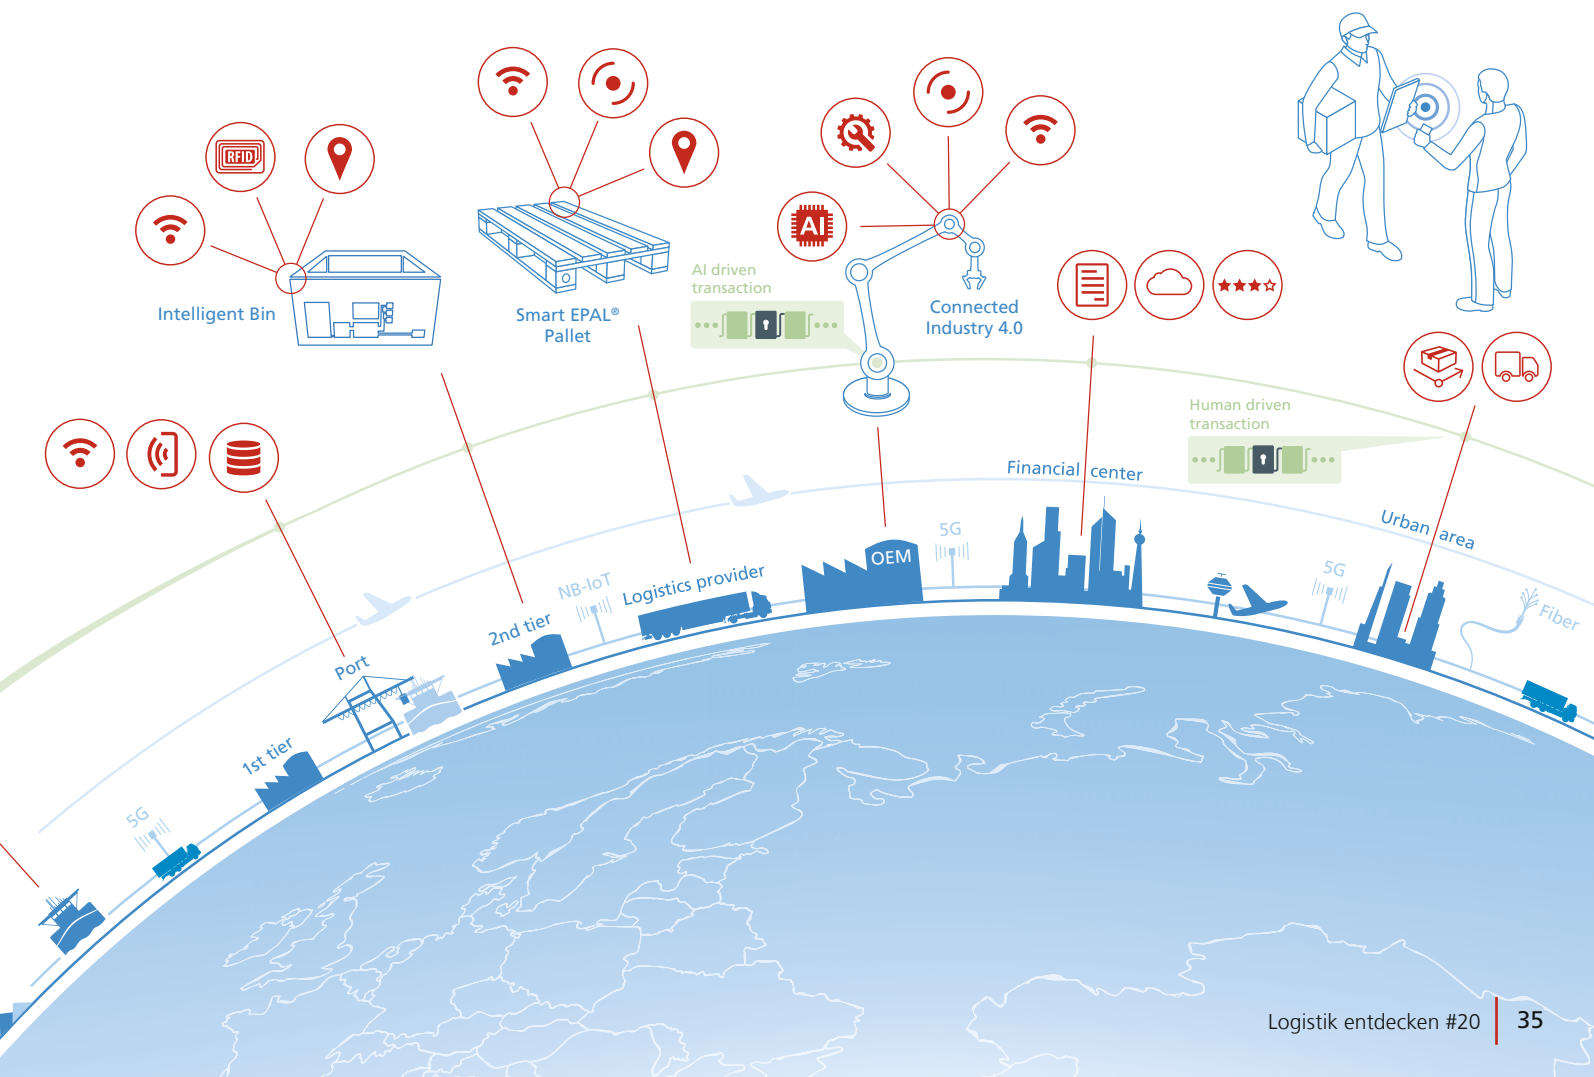 RFID
Intelligent Bin
Smart EPAL®
Pallet
AI driven
transaction
AI
Connected
Industry 4.0
Human driven
transaction
Financial center
Urban area
5G
OEM
5G
Fiber
Logistics provider
NB-IoT
2nd tier
Port
1st tier
5G
Logistik entdecken #20
35